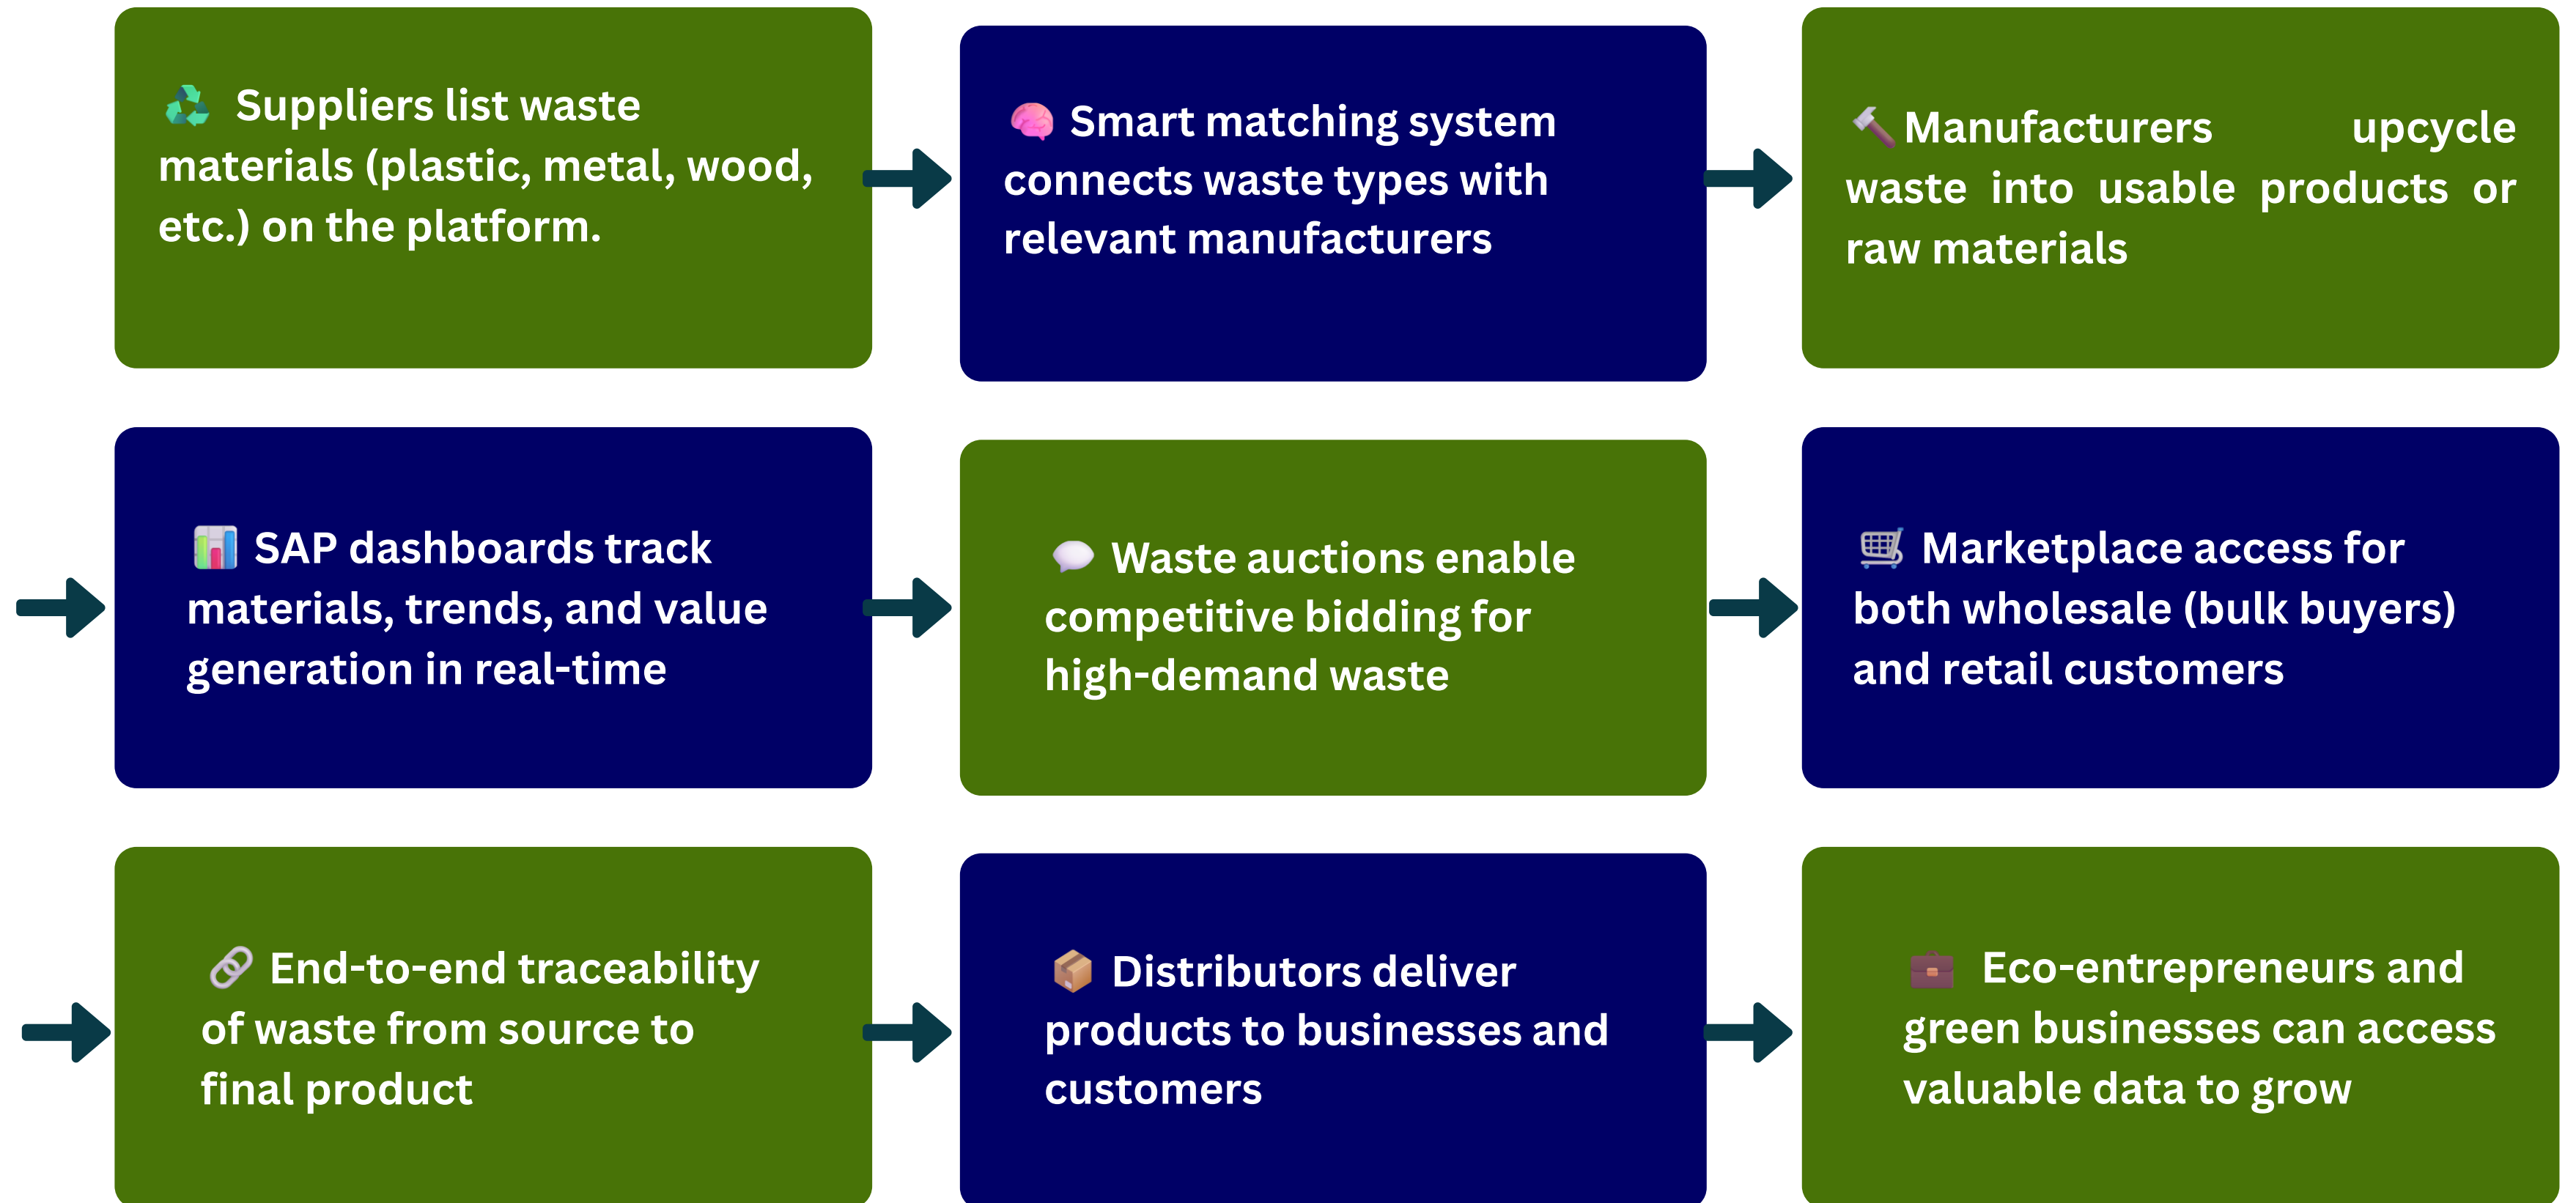 ♻️ Suppliers list waste
materials (plastic, metal, wood,
etc.) on the platform.
🧠 Smart matching system
connects waste types with
relevant manufacturers
🔨Manufacturers upcycle
waste into usable products or
raw materials
📊 SAP dashboards track
materials, trends, and value
generation in real-time
💬 Waste auctions enable
competitive bidding for
high-demand waste
🛒 Marketplace access for
both wholesale (bulk buyers)
and retail customers
🔗 End-to-end traceability
of waste from source to
final product
📦 Distributors deliver
products to businesses and
customers
💼 Eco-entrepreneurs and
green businesses can access
valuable data to grow